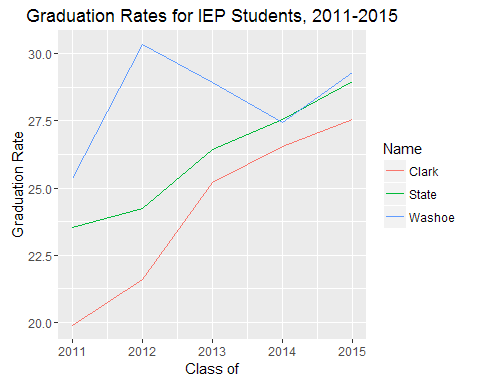 Graduation Rates for IEP Students, 2011-2015
30.0
27.5
25.0
22.5
20.0
Graduation Rate
2011 2012 2013 2014 2015
Class of
Name
Clark
State
Washoe